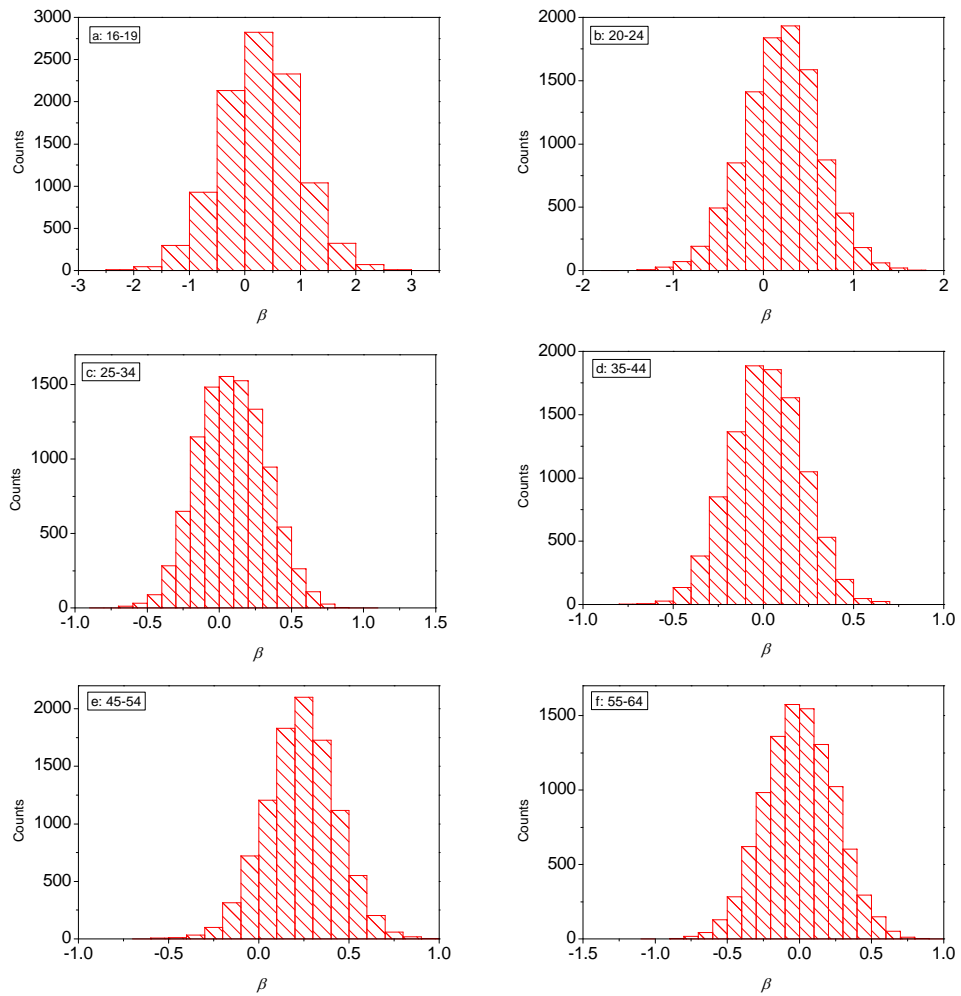 3000
2500
2000
1500
1000
500
0
Counts
a: 16-19
-3 -2 -1 0 1 2 3
β
2000
1500
1000
500
0
Counts
b: 20-24
-2 -1 0 1 2
β
1500
1000
500
0
Counts
c: 25-34
-1.0 -0.5 0.0 0.5 1.0 1.5
β
2000
1500
1000
500
0
Counts
d: 35-44
-1.0 -0.5 0.0 0.5 1.0
β
2000
1500
1000
500
0
Counts
e: 45-54
-1.0 -0.5 0.0 0.5 1.0
β
1500
1000
500
0
Counts
f: 55-64
-1.5 -1.0 -0.5 0.0 0.5 1.0
β